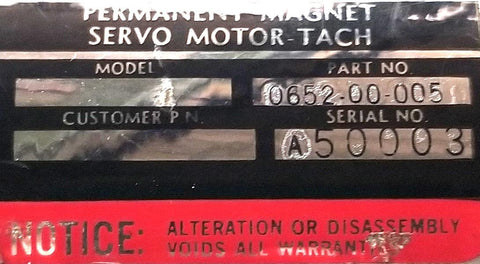 PERMANENT MAGNET
SERVO MOTOR-TACH
MODEL PART NO.
0652-00-005
CUSTOMER P.N. SERIAL NO.
A50003
NOTICE: ALTERATION OR DISASSEMBLY
VOIDS ALL WARRANTY